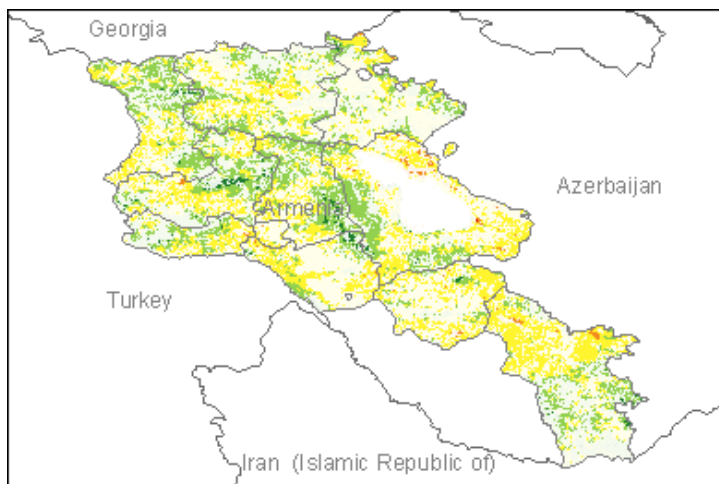 Georgia
Azerbaijan
Armenia
Turkey
Iran (Islamic Republic of)